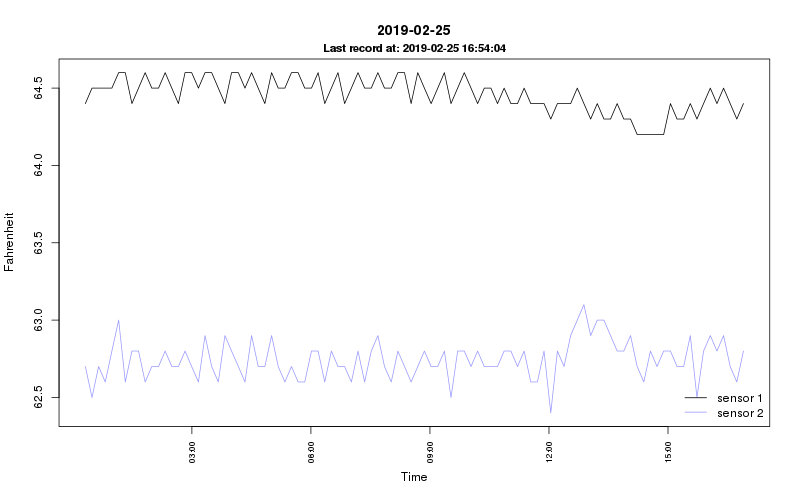 2019-02-25
Last record at: 2019-02-25 16:54:04
Fahrenheit
64.5
64.0
63.5
63.0
62.5
sensor 1
sensor 2
03:00
06:00
09:00
12:00
15:00
Time